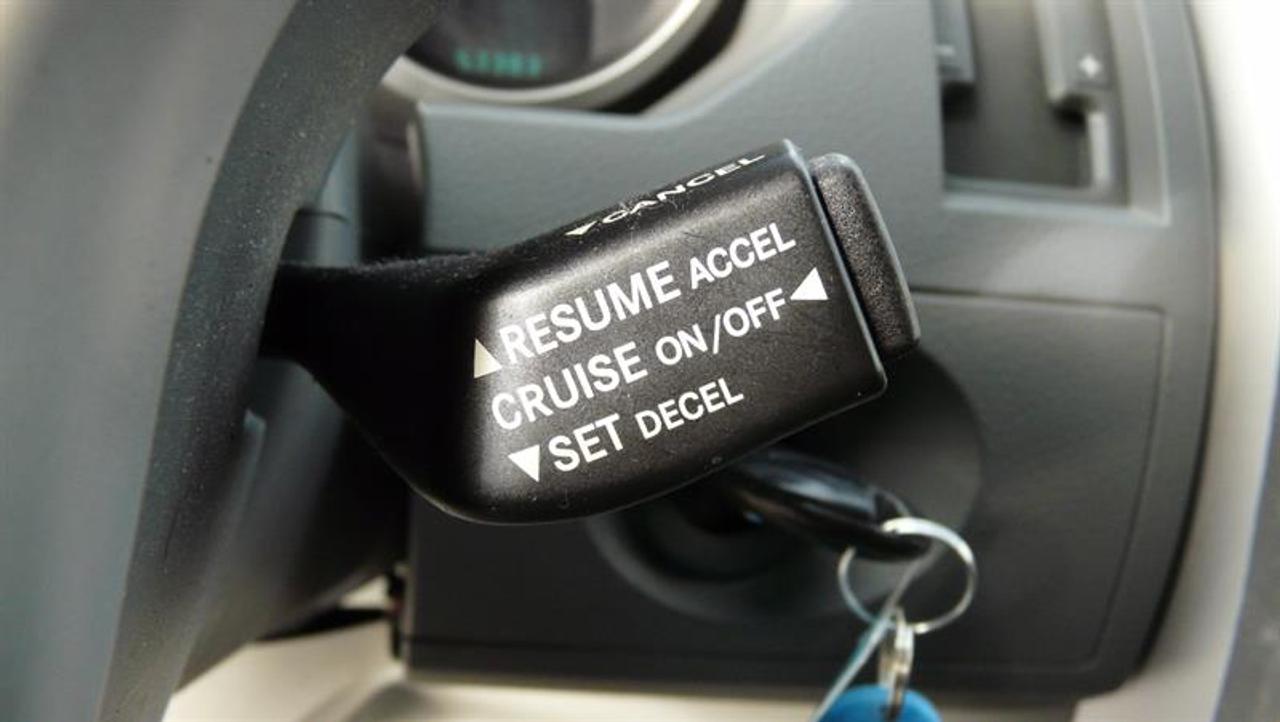 CANCEL
RESUME ACCEL
CRUISE ON/OFF
SET DECEL